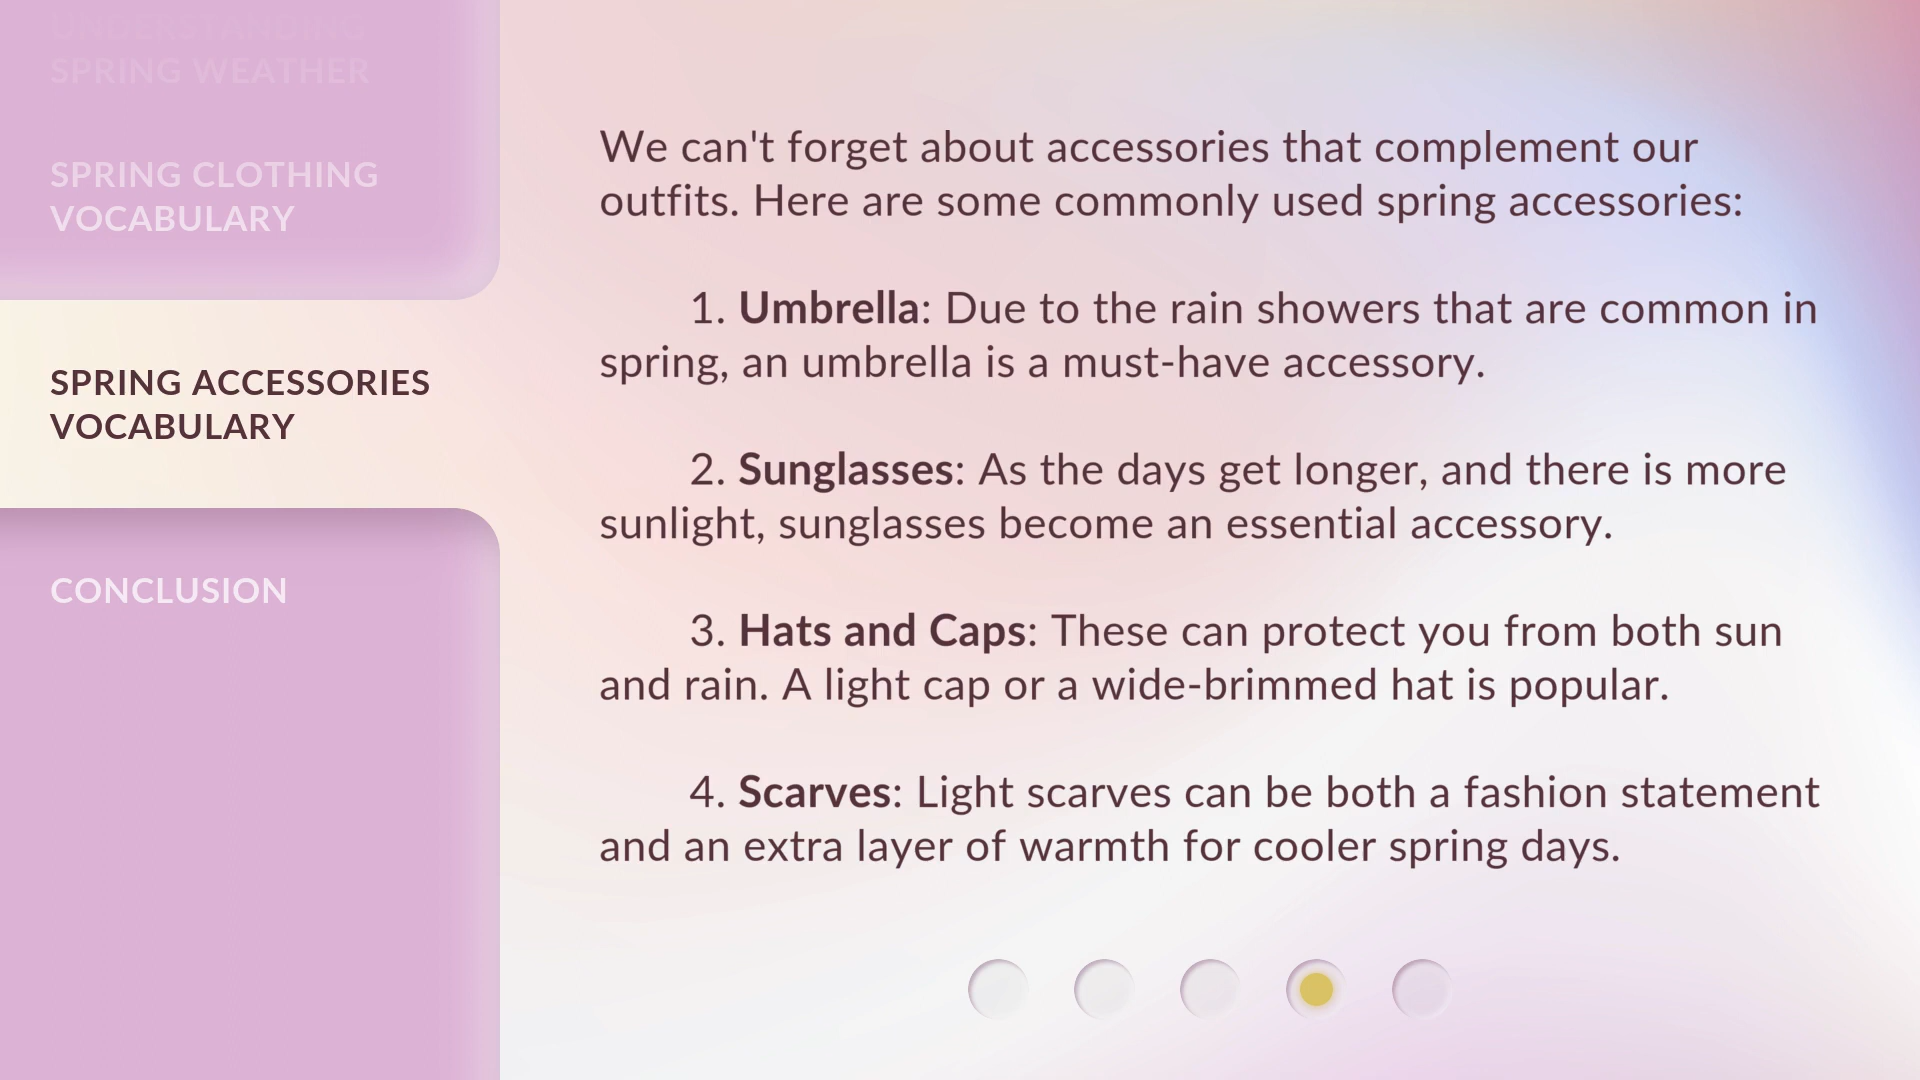 UNDERSTANDING
SPRING WEATHER
SPRING CLOTHING
VOCABULARY
SPRING ACCESSORIES
VOCABULARY
CONCLUSION
We can't forget about accessories that complement our
outfits. Here are some commonly used spring accessories:
1. Umbrella: Due to the rain showers that are common in
spring, an umbrella is a must-have accessory.
2. Sunglasses: As the days get longer, and there is more
sunlight, sunglasses become an essential accessory.
3. Hats and Caps: These can protect you from both sun
and rain. A light cap or a wide-brimmed hat is popular.
4. Scarves: Light scarves can be both a fashion statement
and an extra layer of warmth for cooler spring days.